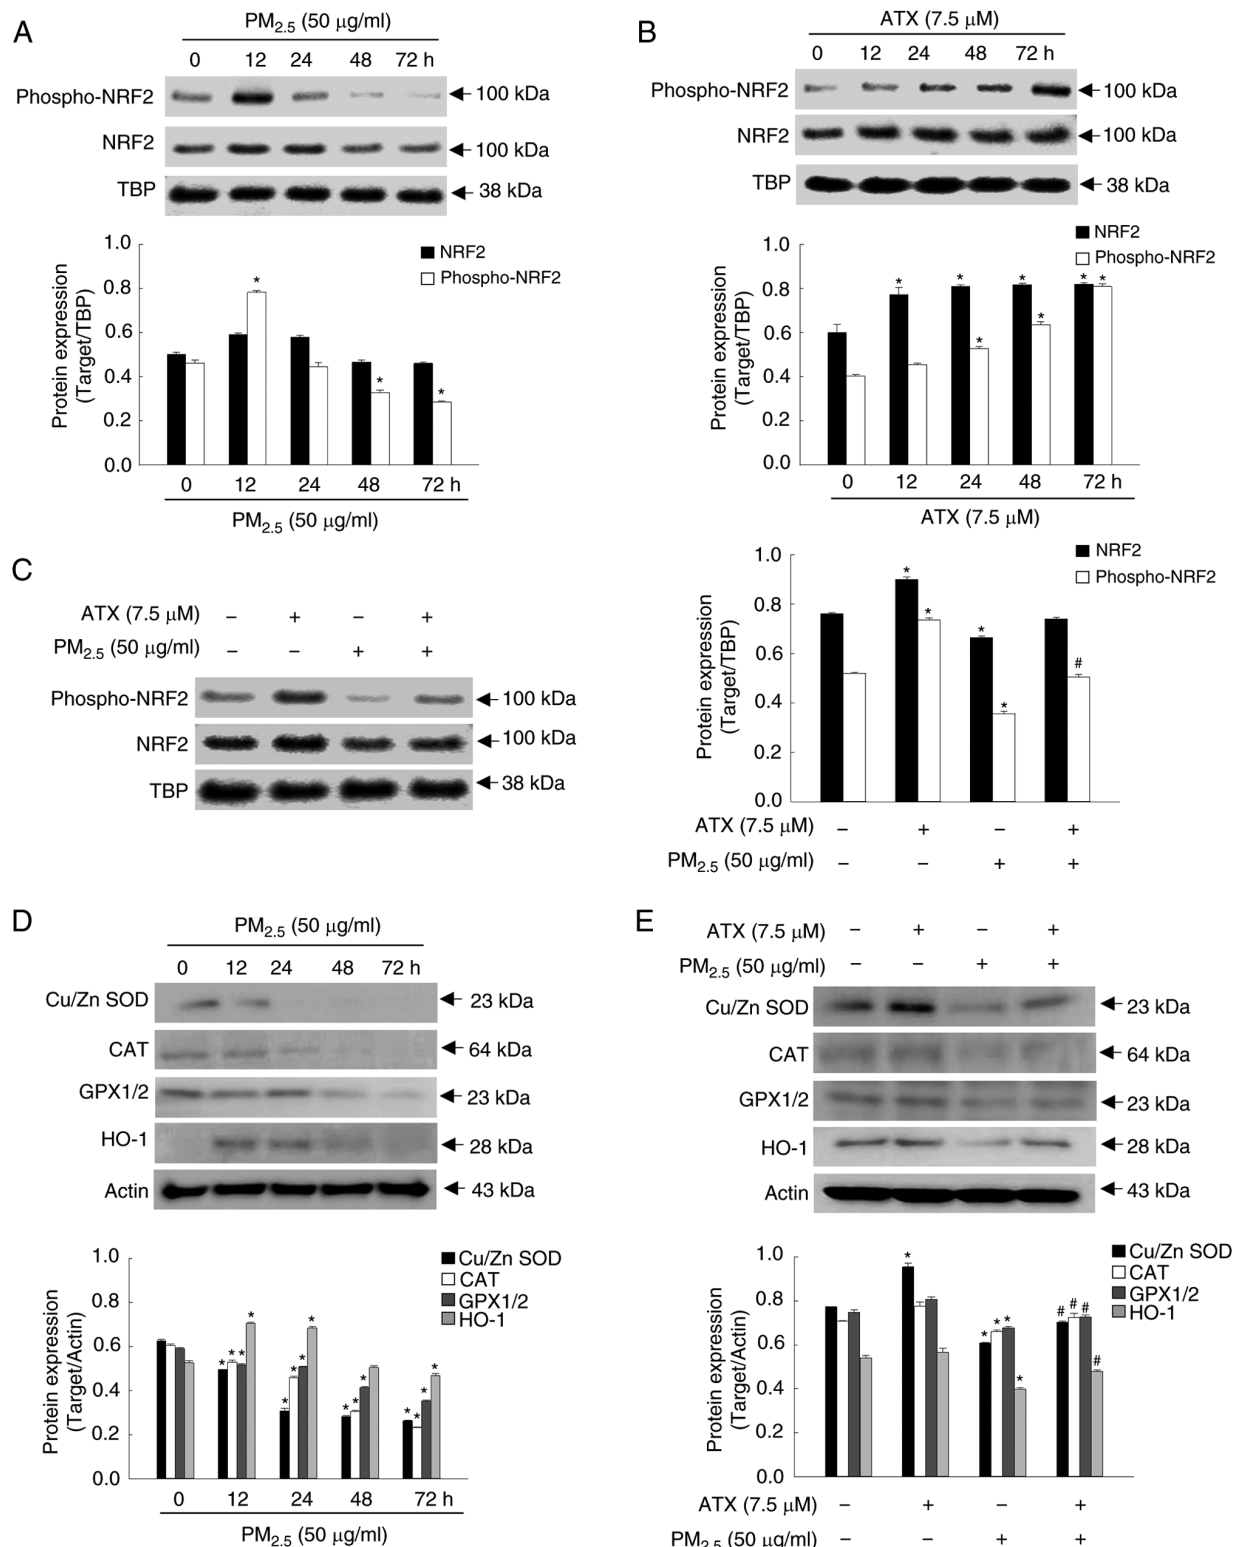 A
PM2.5 (50 μg/ml)
0 12 24 48 72 h
Phospho-NRF2 100 kDa
NRF2 100 kDa
TBP 38 kDa
1.0
0.8
0.6
0.4
0.2
0.0
Protein expression
(Target/TBP)
NRF2
Phospho-NRF2
*
*
*
0 12 24 48 72 h
PM2.5 (50 μg/ml)
B
ATX (7.5 μM)
0 12 24 48 72 h
Phospho-NRF2 100 kDa
NRF2 100 kDa
TBP 38 kDa
1.0
0.8
0.6
0.4
0.2
0.0
Protein expression
(Target/TBP)
NRF2
Phospho-NRF2
* * * * *
* *
0 12 24 48 72 h
ATX (7.5 μM)
C
ATX (7.5 μM) – + – +
PM2.5 (50 μg/ml) – – + +
Phospho-NRF2 100 kDa
NRF2 100 kDa
TBP 38 kDa
1.0
0.8
0.6
0.4
0.2
0.0
Protein expression
(Target/TBP)
NRF2
Phospho-NRF2
* * * * #
ATX (7.5 μM) – + – +
PM2.5 (50 μg/ml) – – + +
D
PM2.5 (50 μg/ml)
0 12 24 48 72 h
Cu/Zn SOD 23 kDa
CAT 64 kDa
GPX1/2 23 kDa
HO-1 28 kDa
Actin 43 kDa
1.0
0.8
0.6
0.4
0.2
0.0
Protein expression
(Target/Actin)
Cu/Zn SOD
CAT
GPX1/2
HO-1
* * * *
* * * *
* * *
* * * *
0 12 24 48 72 h
PM2.5 (50 μg/ml)
E
ATX (7.5 μM) – + – +
PM2.5 (50 μg/ml) – – + +
Cu/Zn SOD 23 kDa
CAT 64 kDa
GPX1/2 23 kDa
HO-1 28 kDa
Actin 43 kDa
1.0
0.8
0.6
0.4
0.2
0.0
Protein expression
(Target/Actin)
Cu/Zn SOD
CAT
GPX1/2
HO-1
*
* * * *
# # # #
ATX (7.5 μM) – + – +
PM2.5 (50 μg/ml) – – + +